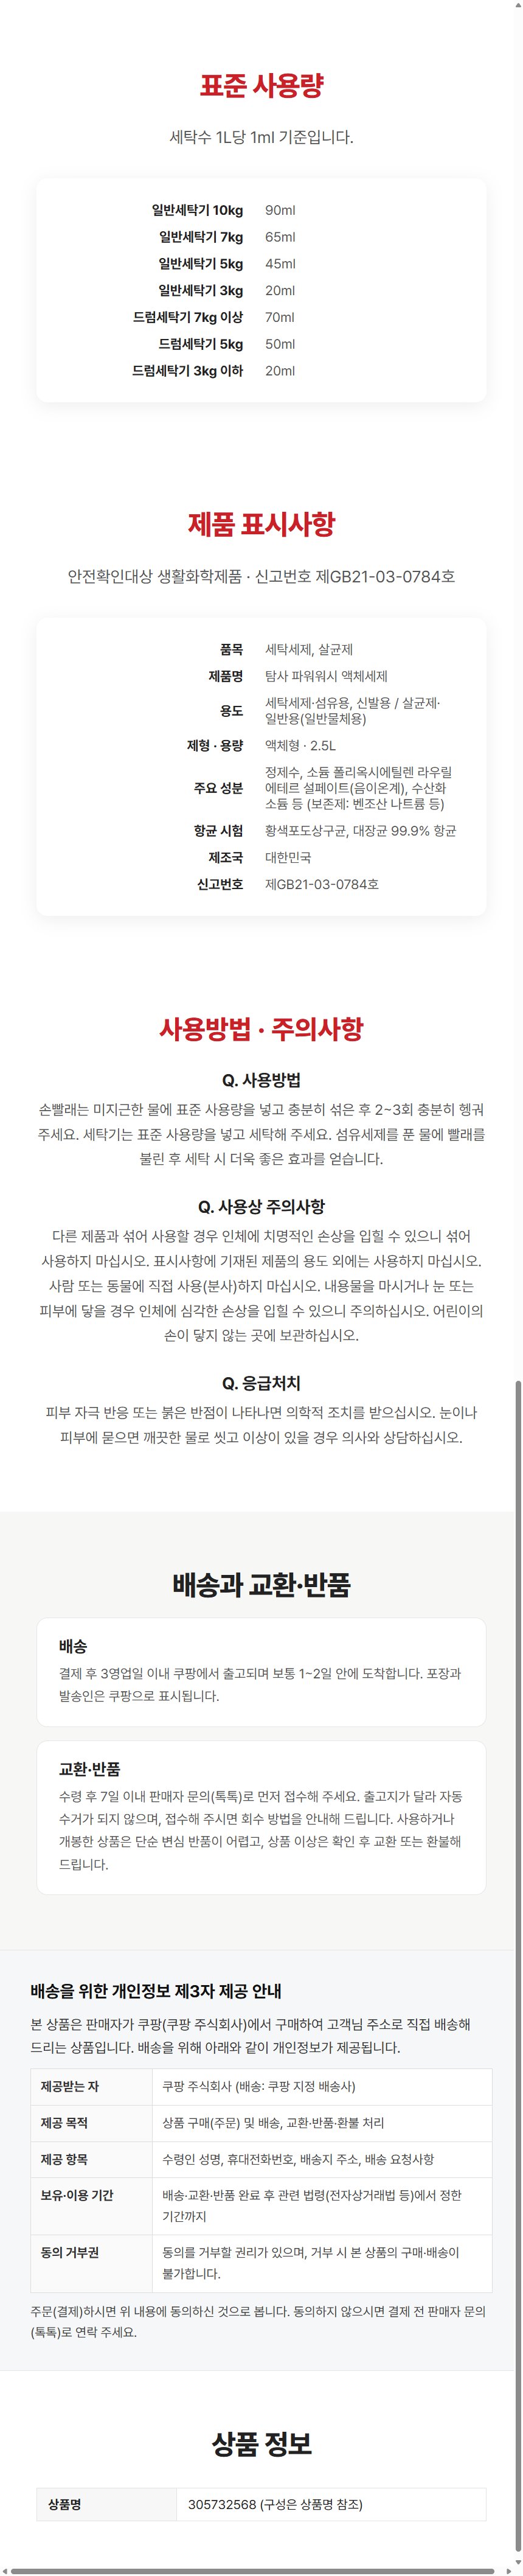 표준 사용량
세탁수 1L당 1ml 기준입니다.
일반세탁기 10kg 90ml
일반세탁기 7kg 65ml
일반세탁기 5kg 45ml
일반세탁기 3kg 20ml
드럼세탁기 7kg 이상 70ml
드럼세탁기 5kg 50ml
드럼세탁기 3kg 이하 20ml
제품 표시사항
안전확인대상 생활화학제품 · 신고번호 제GB21-03-0784호
품목 세탁세제, 살균제
제품명 탐사 파워워시 액체세제
용도 세탁세제·섬유용, 신발용 / 살균제·
일반용(일반물체용)
제형 · 용량 액체형 · 2.5L
주요 성분 정제수, 소듐 폴리옥시에틸렌 라우릴
에테르 설페이트(음이온계), 수산화
소듐 등 (보존제: 벤조산 나트륨 등)
항균 시험 황색포도상구균, 대장균 99.9% 항균
제조국 대한민국
신고번호 제GB21-03-0784호
사용방법 · 주의사항
Q. 사용방법
손빨래는 미지근한 물에 표준 사용량을 넣고 충분히 섞은 후 2~3회 충분히 헹궈
주세요. 세탁기는 표준 사용량을 넣고 세탁해 주세요. 섬유세제를 푼 물에 빨래를
불린 후 세탁 시 더욱 좋은 효과를 얻습니다.
Q. 사용상 주의사항
다른 제품과 섞어 사용할 경우 인체에 치명적인 손상을 입힐 수 있으니 섞어
사용하지 마십시오. 표시사항에 기재된 제품의 용도 외에는 사용하지 마십시오.
사람 또는 동물에 직접 사용(분사)하지 마십시오. 내용물을 마시거나 눈 또는
피부에 닿을 경우 인체에 심각한 손상을 입힐 수 있으니 주의하십시오. 어린이의
손이 닿지 않는 곳에 보관하십시오.
Q. 응급처치
피부 자극 반응 또는 붉은 반점이 나타나면 의학적 조치를 받으십시오. 눈이나
피부에 묻으면 깨끗한 물로 씻고 이상이 있을 경우 의사와 상담하십시오.
배송과 교환·반품
배송
결제 후 3영업일 이내 쿠팡에서 출고되며 보통 1~2일 안에 도착합니다. 포장과
발송인은 쿠팡으로 표시됩니다.
교환·반품
수령 후 7일 이내 판매자 문의(톡톡)로 먼저 접수해 주세요. 출고지가 달라 자동
수거가 되지 않으며, 접수해 주시면 회수 방법을 안내해 드립니다. 사용하거나
개봉한 상품은 단순 변심 반품이 어렵고, 상품 이상은 확인 후 교환 또는 환불해
드립니다.
배송을 위한 개인정보 제3자 제공 안내
본 상품은 판매자가 쿠팡(쿠팡 주식회사)에서 구매하여 고객님 주소로 직접 배송해
드리는 상품입니다. 배송을 위해 아래와 같이 개인정보가 제공됩니다.
제공받는 자 쿠팡 주식회사 (배송: 쿠팡 지정 배송사)
제공 목적 상품 구매(주문) 및 배송, 교환·반품·환불 처리
제공 항목 수령인 성명, 휴대전화번호, 배송지 주소, 배송 요청사항
보유·이용 기간 배송·교환·반품 완료 후 관련 법령(전자상거래법 등)에서 정한
기간까지
동의 거부권 동의를 거부할 권리가 있으며, 거부 시 본 상품의 구매·배송이
불가합니다.
주문(결제)하시면 위 내용에 동의하신 것으로 봅니다. 동의하지 않으시면 결제 전 판매자 문의
(톡톡)로 연락 주세요.
상품 정보
상품명 305732568 (구성은 상품명 참조)